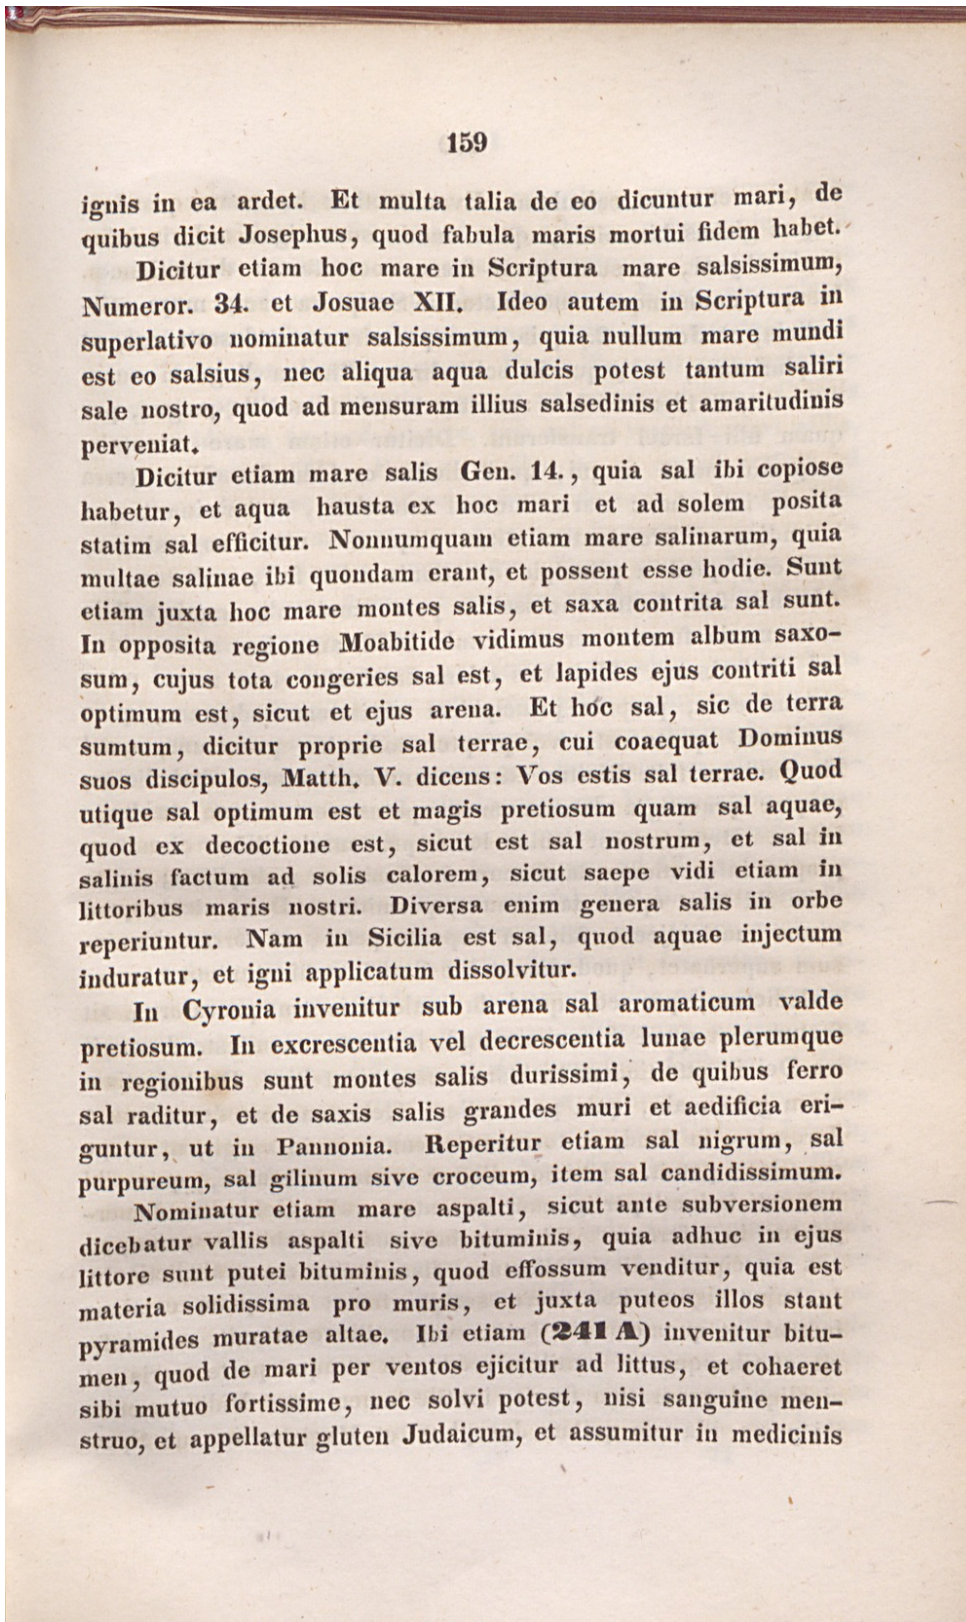 159
ignis in ea ardet. Et multa talia de eo dicuntur mari, de
quibus dicit Josephus, quod fabula maris mortui fidem habet.
Dicitur etiam hoc mare in Scriptura mare salsissimum,
Numeror. 34. et Josuae XII. Ideo autem in Scriptura in
superlativo nominatur salsissimum, quia nullum mare mundi
est eo salsius, nec aliqua aqua dulcis potest tantum saliri
sale nostro, quod ad mensuram illius salsedinis et amaritudinis
perveniat.
Dicitur etiam mare salis Gen. 14., quia sal ibi copiose
habetur, et aqua hausta ex hoc mari et ad solem posita
statim sal efficitur. Nonnumquam etiam mare salinarum, quia
multae salinae ibi quondam erant, et possent esse hodie. Sunt
etiam juxta hoc mare montes salis, et saxa contrita sal sunt.
In opposita regione Moabitide vidimus montem album saxo-
sum, cujus tota congeries sal est, et lapides ejus contriti sal
optimum est, sicut et ejus arena. Et hoc sal, sic de terra
sumtum, dicitur proprie sal terrae, cui coaequat Dominus
suos discipulos, Matth. V. dicens: Vos estis sal terrae. Quod
utique sal optimum est et magis pretiosum quam sal aquae,
quod ex decoctione est, sicut est sal nostrum, et sal in
salinis factum ad solis calorem, sicut saepe vidi etiam in
littoribus maris nostri. Diversa enim genera salis in orbe
reperiuntur. Nam in Sicilia est sal, quod aquae injectum
induratur, et igni applicatum dissolvitur.
In Cyronia invenitur sub arena sal aromaticum valde
pretiosum. In excrescentia vel decrescentia lunae plerumque
in regionibus sunt montes salis durissimi, de quibus ferro
sal raditur, et de saxis salis grandes muri et aedificia eri-
guntur, ut in Pannonia. Reperitur etiam sal nigrum, sal
purpureum, sal gilinum sive croceum, item sal candidissimum.
Nominatur etiam mare aspalti, sicut ante subversionem
dicebatur vallis aspalti sive bituminis, quia adhuc in ejus
littore sunt putei bituminis, quod effossum venditur, quia est
materia solidissima pro muris, et juxta puteos illos stant
pyramides muratae altae. Ibi etiam (241 A) invenitur bitu-
men, quod de mari per ventos ejicitur ad littus, et cohaeret
sibi mutuo fortissime, nec solvi potest, nisi sanguine men-
struo, et appellatur gluten Judaicum, et assumitur in medicinis